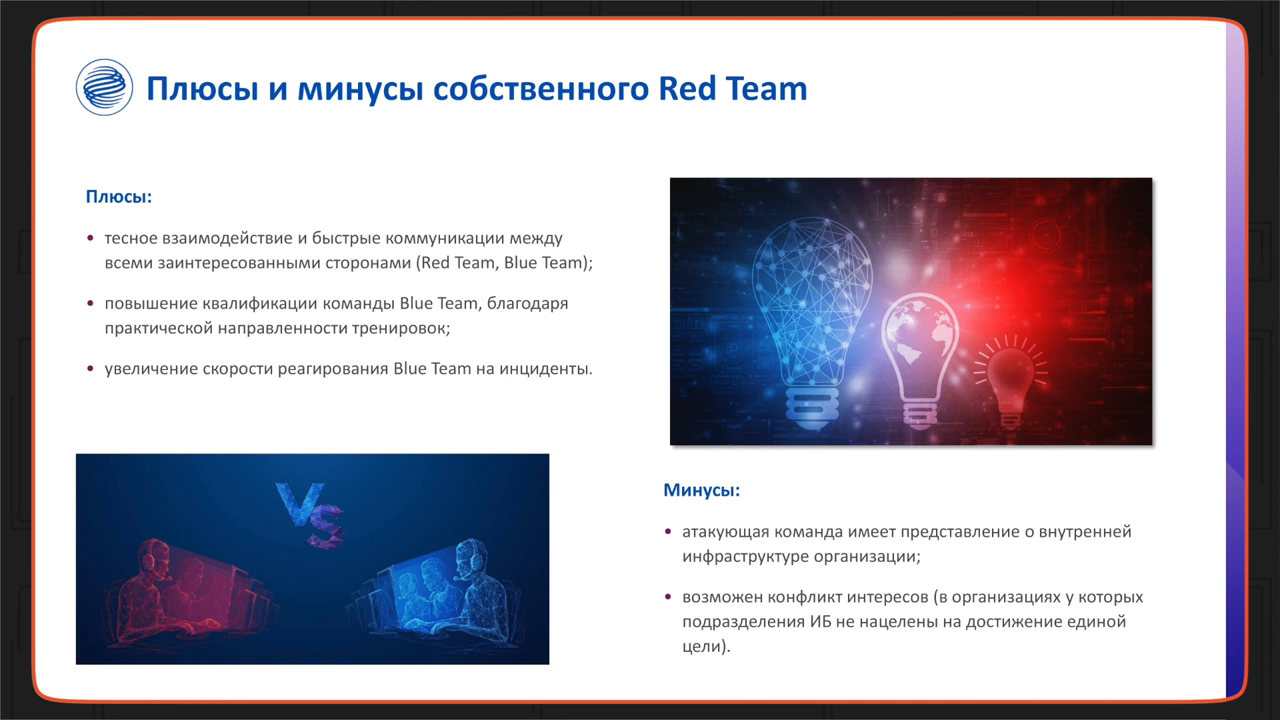 Плюсы и минусы собственного Red Team
Плюсы:
• тесное взаимодействие и быстрые коммуникации между
всеми заинтересованными сторонами (Red Team, Blue Team);
• повышение квалификации команды Blue Team, благодаря
практической направленности тренировок;
• увеличение скорости реагирования Blue Team на инциденты.
VS
Минусы:
• атакующая команда имеет представление о внутренней
инфраструктуре организации;
• возможен конфликт интересов (в организациях у которых
подразделения ИБ не нацелены на достижение единой
цели).